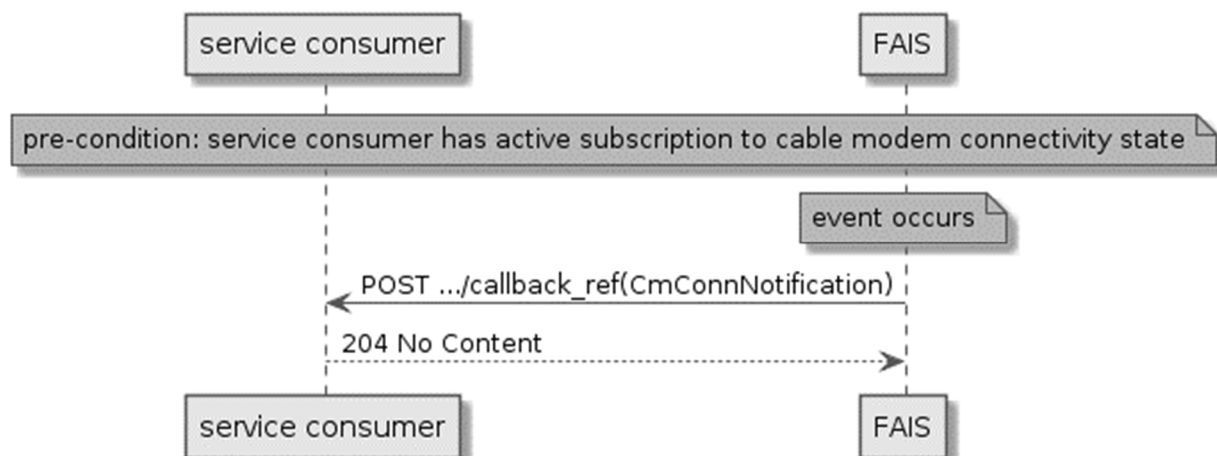 service consumer
FAIS
pre-condition: service consumer has active subscription to cable modem connectivity state
event occurs
POST .../callback_ref(CmConnNotification)
204 No Content
service consumer
FAIS